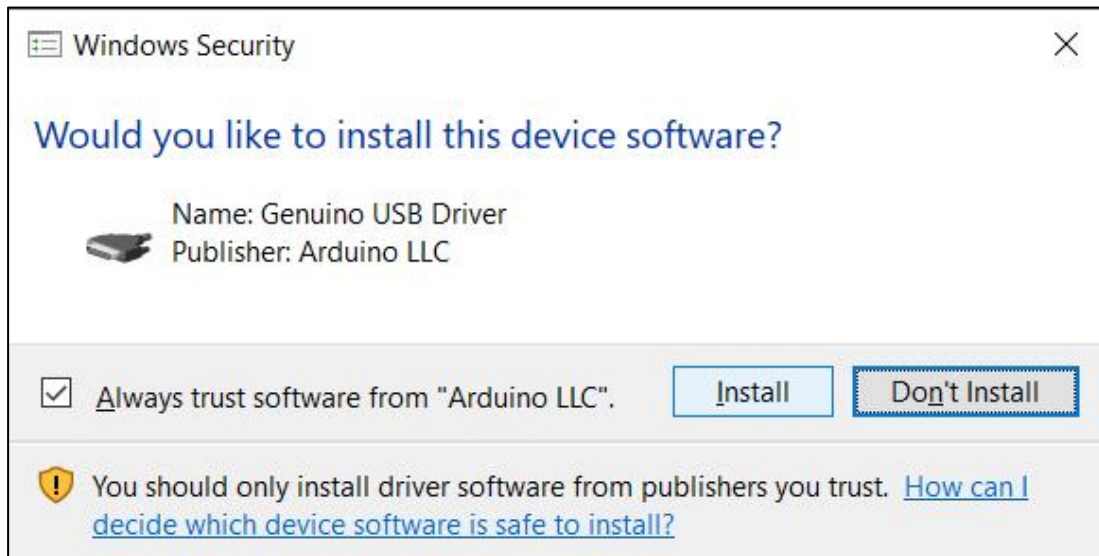 Windows Security
Would you like to install this device software?
Name: Genuino USB Driver
Publisher: Arduino LLC
Always trust software from "Arduino LLC".
Install
Don't Install
You should only install driver software from publishers you trust. How can I
decide which device software is safe to install?